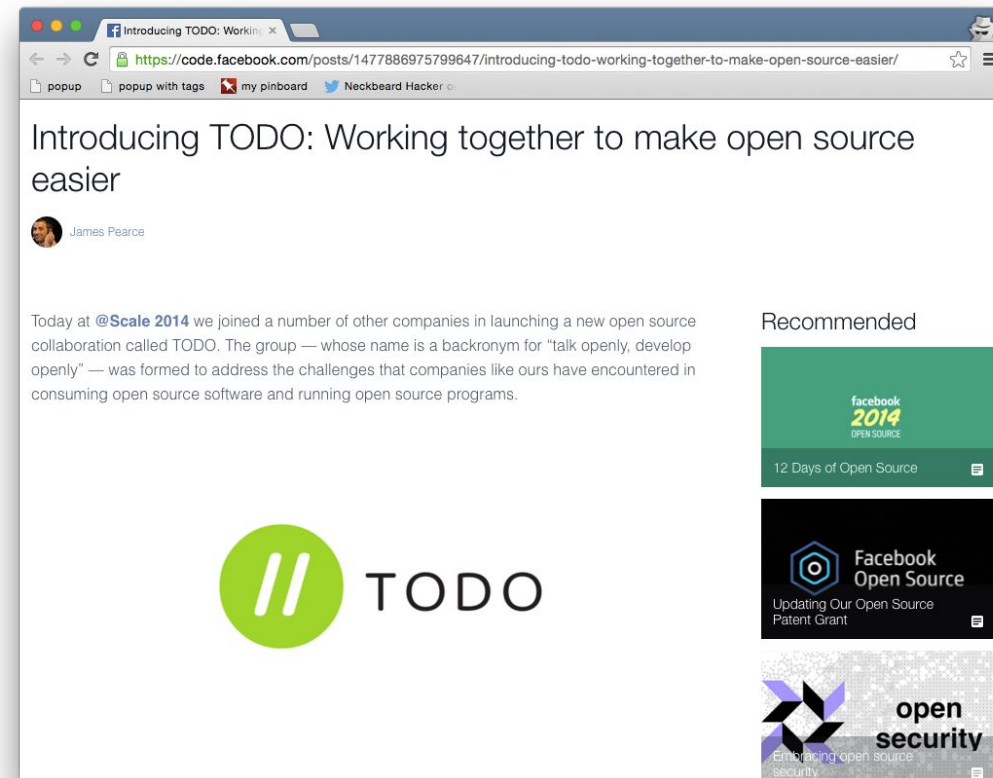 Introducing TODO: Workin
https://code.facebook.com/posts/1477886975799647/introducing-todo-working-together-to-make-open-source-easier/
popup popup with tags my pinboard Neckbeard Hacker
Introducing TODO: Working together to make open source
easier
James Pearce
Today at @Scale 2014 we joined a number of other companies in launching a new open source
collaboration called TODO. The group — whose name is a backronym for “talk openly, develop
openly” — was formed to address the challenges that companies like ours have encountered in
consuming open source software and running open source programs.
// TODO
Recommended
facebook
2014
OPEN SOURCE
12 Days of Open Source
Facebook
Open Source
Updating Our Open Source
Patent Grant
open
security
Embracing open source
security